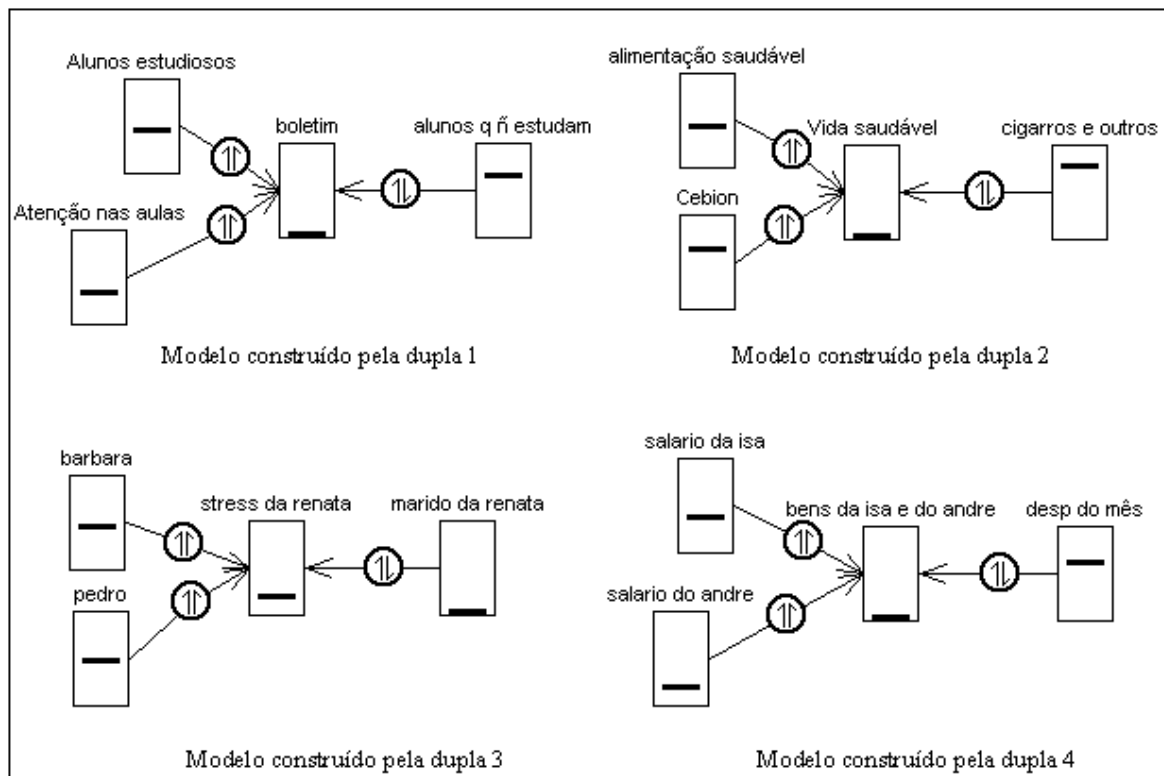 Alunos estudiosos
boletim
alunos q ñ estudam
Atenção nas aulas
Modelo construído pela dupla 1
alimentação saudável
Vida saudável
cigarros e outros
Cebion
Modelo construído pela dupla 2
barbara
stress da renata
marido da renata
pedro
Modelo construído pela dupla 3
salario da isa
bens da isa e do andre
desp do mês
salario do andre
Modelo construído pela dupla 4